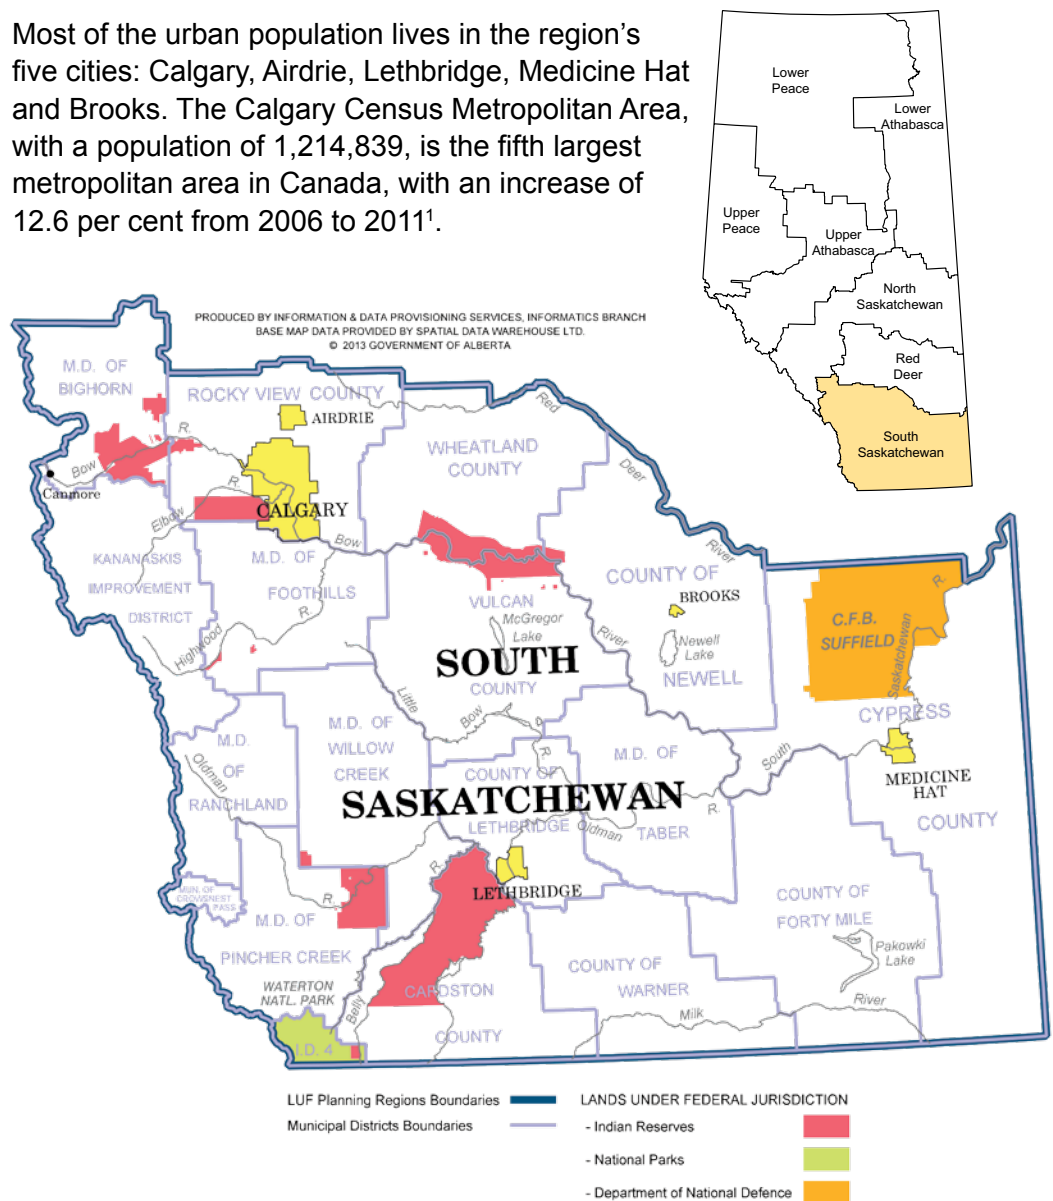 Most of the urban population lives in the region’s
five cities: Calgary, Airdrie, Lethbridge, Medicine Hat
and Brooks. The Calgary Census Metropolitan Area,
with a population of 1,214,839, is the fifth largest
metropolitan area in Canada, with an increase of
12.6 per cent from 2006 to 2011¹.
Lower
Peace
Lower
Athabasca
Upper
Peace
Upper
Athabasca
North
Saskatchewan
Red
Deer
South
Saskatchewan
PRODUCED BY INFORMATION & DATA PROVISIONING SERVICES, INFORMATICS BRANCH
BASE MAP DATA PROVIDED BY SPATIAL DATA WAREHOUSE LTD.
© 2013 GOVERNMENT OF ALBERTA
M.D. OF
BIGHORN
ROCKY VIEW COUNTY
AIRDRIE
Red
WHEATLAND
COUNTY
Deer
River
R.
Bow
Canmore
R.
Elbow
CALGARY
Bow
KANANASKIS
IMPROVEMENT
DISTRICT
M.D. OF
FOOTHILLS
R.
Highwood
VULCAN
McGregor
Lake
COUNTY
River
COUNTY OF
BROOKS
Newell
Lake
NEWELL
C.F.B.
SUFFIELD
R.
Saskatchewan
CYPRESS
SOUTH
SASKATCHEWAN
Little
Bow
R.
M.D. OF
WILLOW
CREEK
M.D.
OF
RANCHLAND
Oldman
COUNTY OF
LETHBRIDGE
M.D. OF
TABER
Oldman
R.
South
MEDICINE
HAT
COUNTY
R.
LETHBRIDGE
MUN. OF
CROWSNEST
PASS
R.
M.D. OF
PINCHER CREEK
COUNTY OF
FORTY MILE
Pakowki
Lake
COUNTY OF
WARNER
WATERTON
NATL. PARK
Belly
CARDSTON
COUNTY
Milk
River
I.D. 4
LUF Planning Regions Boundaries
Municipal Districts Boundaries
LANDS UNDER FEDERAL JURISDICTION
- Indian Reserves
- National Parks
- Department of National Defence